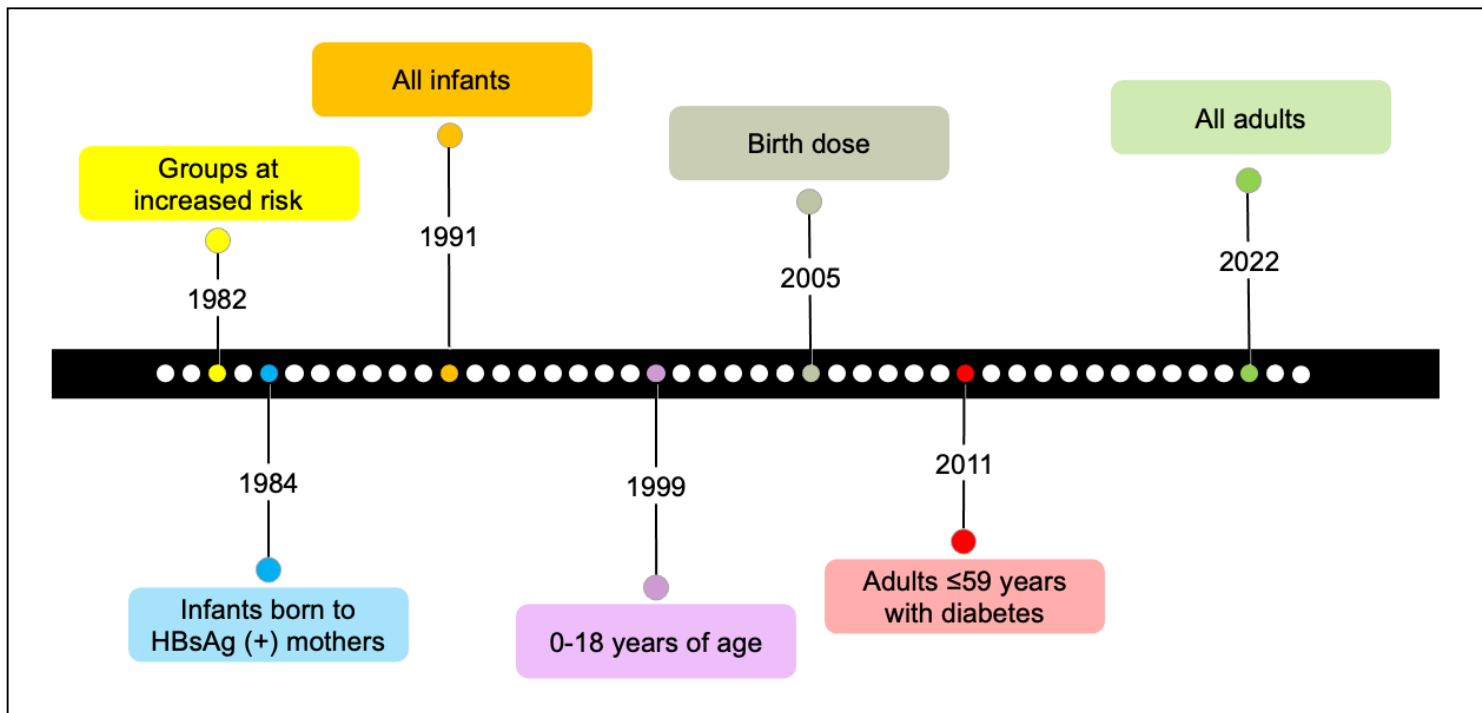 All infants
Birth dose
All adults
Groups at
increased risk
1991
2005
2022
1982
1984
1999
2011
Infants born to
HBsAg (+) mothers
0-18 years of age
Adults ≤59 years
with diabetes